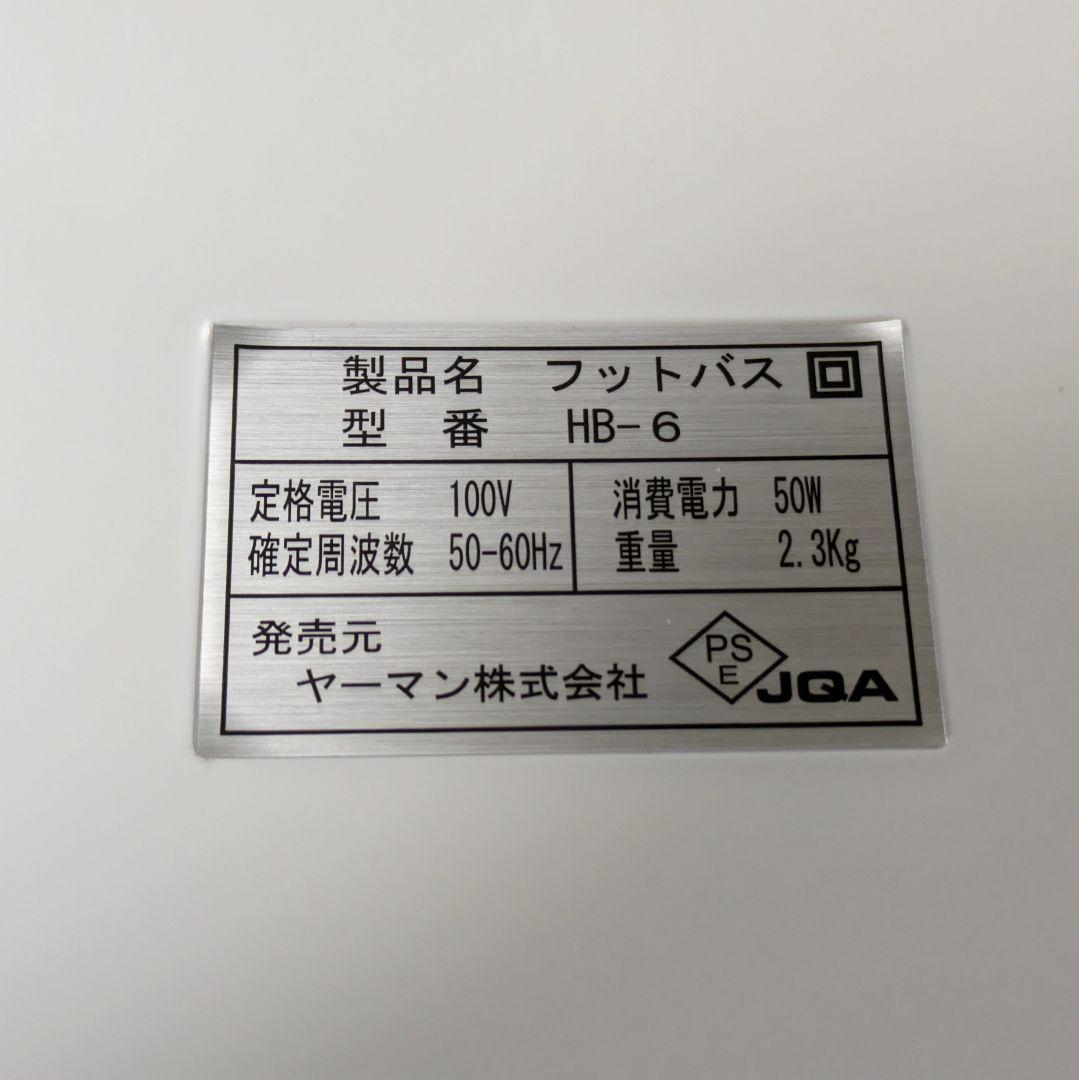 製品名 フットバス
型番 HB-6
定格電圧 100V 消費電力 50W
確定周波数 50-60Hz 重量 2.3Kg
発売元
ヤーマン株式会社
PS
E
JQA